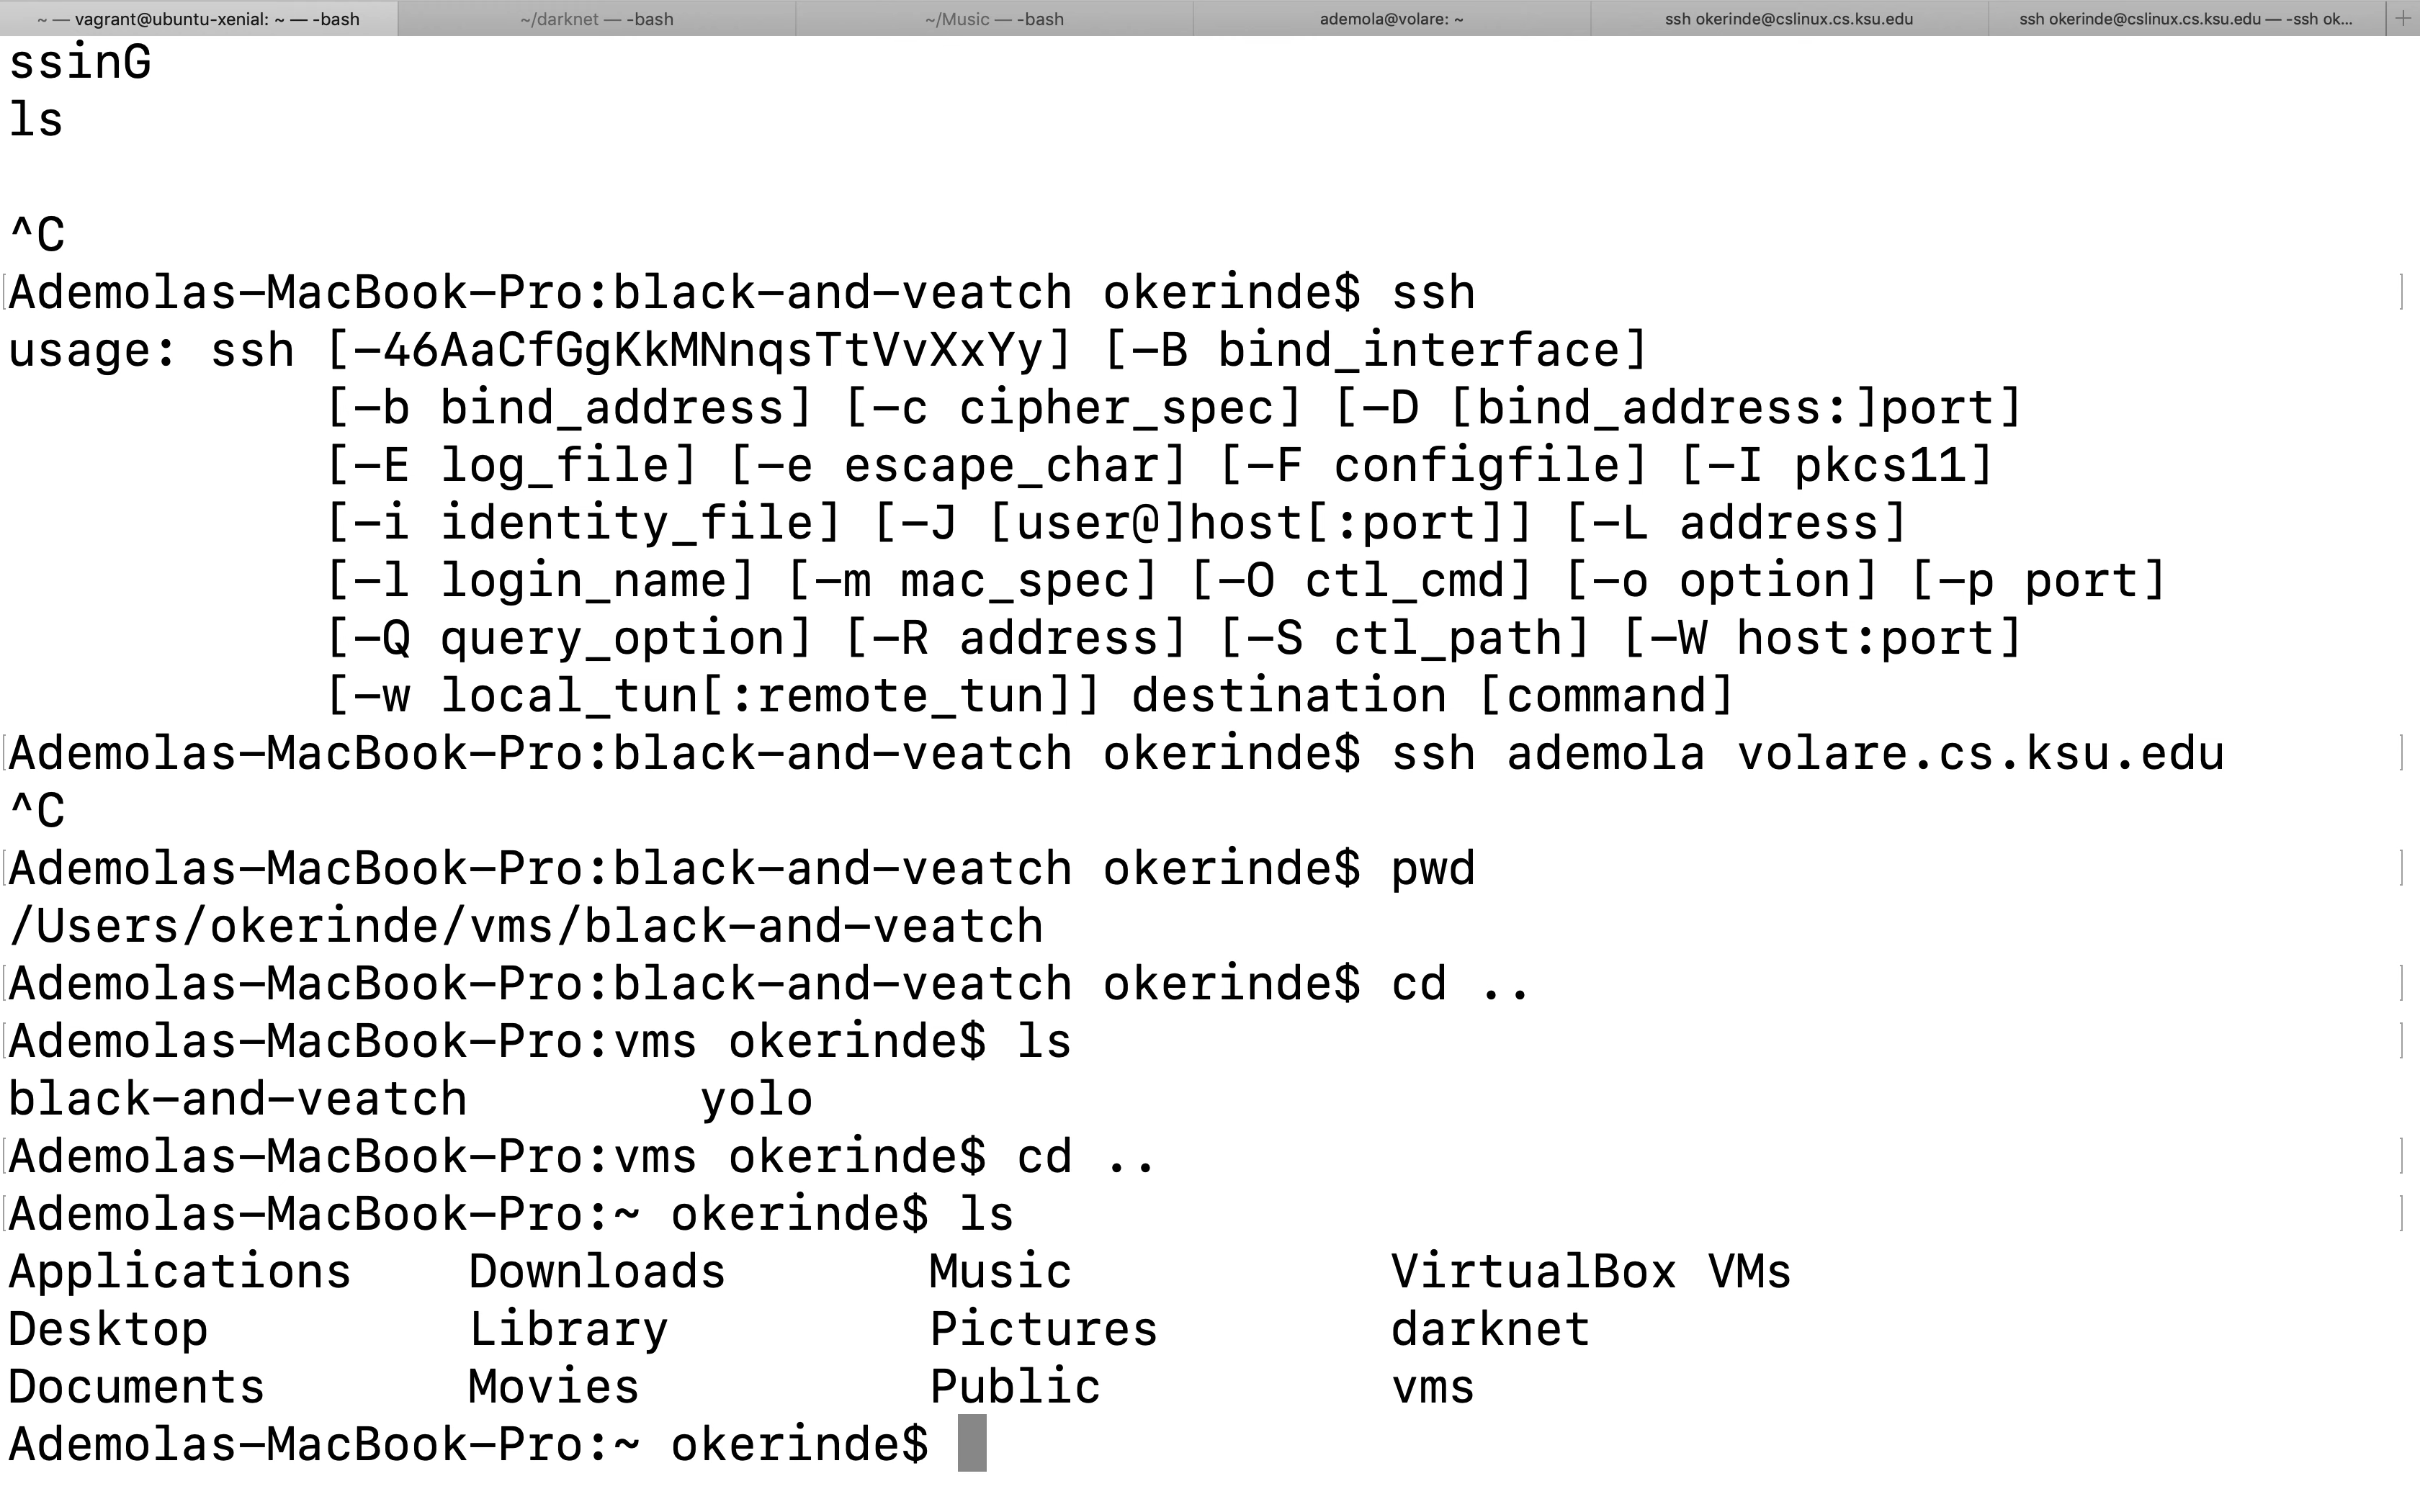 ~ — vagrant@ubuntu-xenial: ~ — -bash ~/darknet — -bash ~/Music — -bash ademola@volare: ~ ssh okerinde@cslinux.cs.ksu.edu ssh okerinde@cslinux.cs.ksu.edu — -ssh ok... +
ssinG
ls
^C
Ademolas-MacBook-Pro:black-and-veatch okerinde$ ssh
usage: ssh [-46AaCfGgKkMNnqsTtVvXxYy] [-B bind_interface]
           [-b bind_address] [-c cipher_spec] [-D [bind_address:]port]
           [-E log_file] [-e escape_char] [-F configfile] [-I pkcs11]
           [-i identity_file] [-J [user@]host[:port]] [-L address]
           [-l login_name] [-m mac_spec] [-O ctl_cmd] [-o option] [-p port]
           [-Q query_option] [-R address] [-S ctl_path] [-W host:port]
           [-w local_tun[:remote_tun]] destination [command]
Ademolas-MacBook-Pro:black-and-veatch okerinde$ ssh ademola volare.cs.ksu.edu
^C
Ademolas-MacBook-Pro:black-and-veatch okerinde$ pwd
/Users/okerinde/vms/black-and-veatch
Ademolas-MacBook-Pro:black-and-veatch okerinde$ cd ..
Ademolas-MacBook-Pro:vms okerinde$ ls
black-and-veatch        yolo
Ademolas-MacBook-Pro:vms okerinde$ cd ..
Ademolas-MacBook-Pro:~ okerinde$ ls
Applications    Downloads       Music           VirtualBox VMs
Desktop         Library         Pictures        darknet
Documents       Movies          Public          vms
Ademolas-MacBook-Pro:~ okerinde$